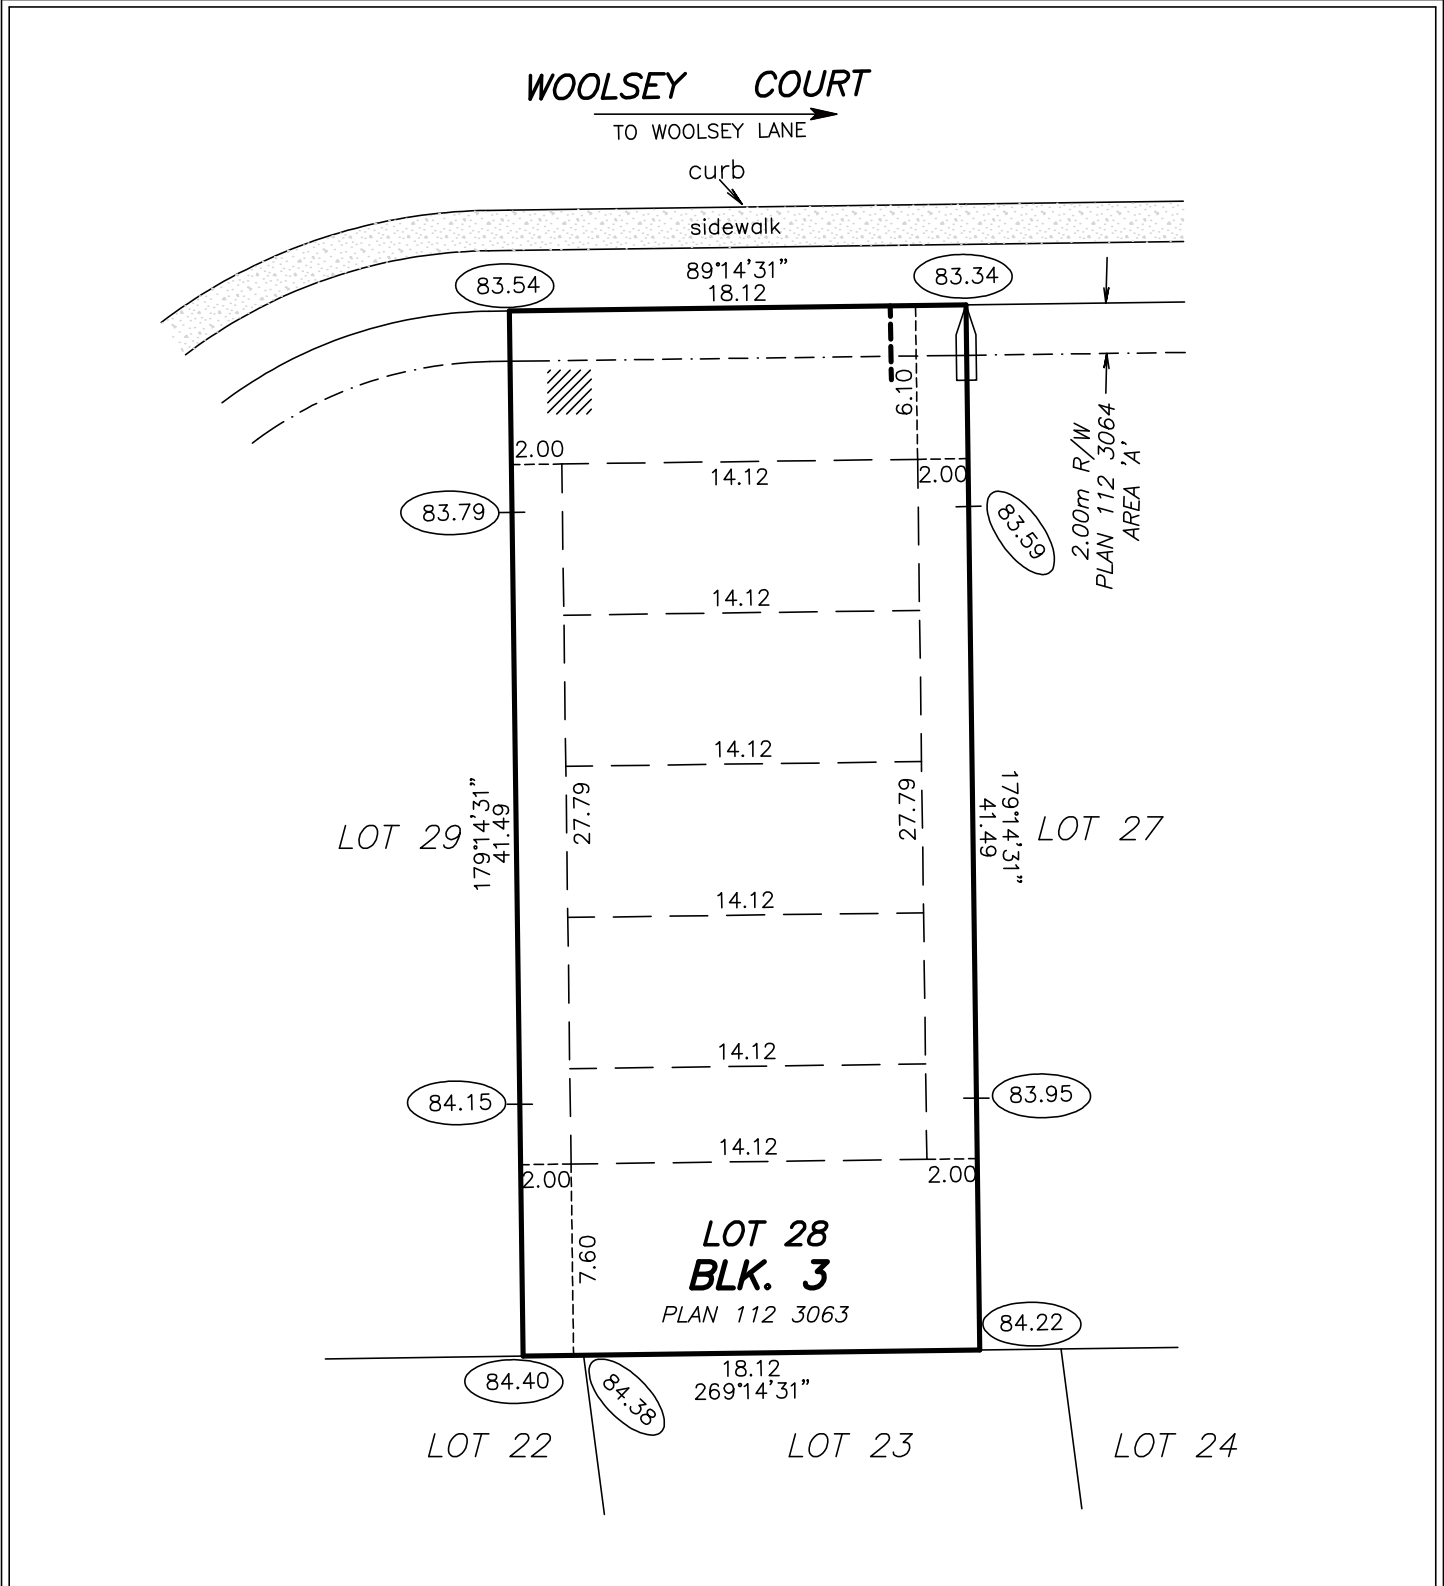 WOOLSEY COURT
TO WOOLSEY LANE
curb
sidewalk
83.54
89°14'31"
18.12
83.34
6.10
2.00
14.12
2.00
83.79
83.59
2.00m R/W
PLAN 112 3064
AREA 'A'
14.12
14.12
LOT 29
179°14'31"
41.49
27.79
27.79
41.49
179°14'31"
LOT 27
14.12
14.12
84.15
83.95
14.12
2.00
2.00
7.60
LOT 28
BLK. 3
PLAN 112 3063
84.22
84.40
84.38
18.12
269°14'31"
LOT 22
LOT 23
LOT 24